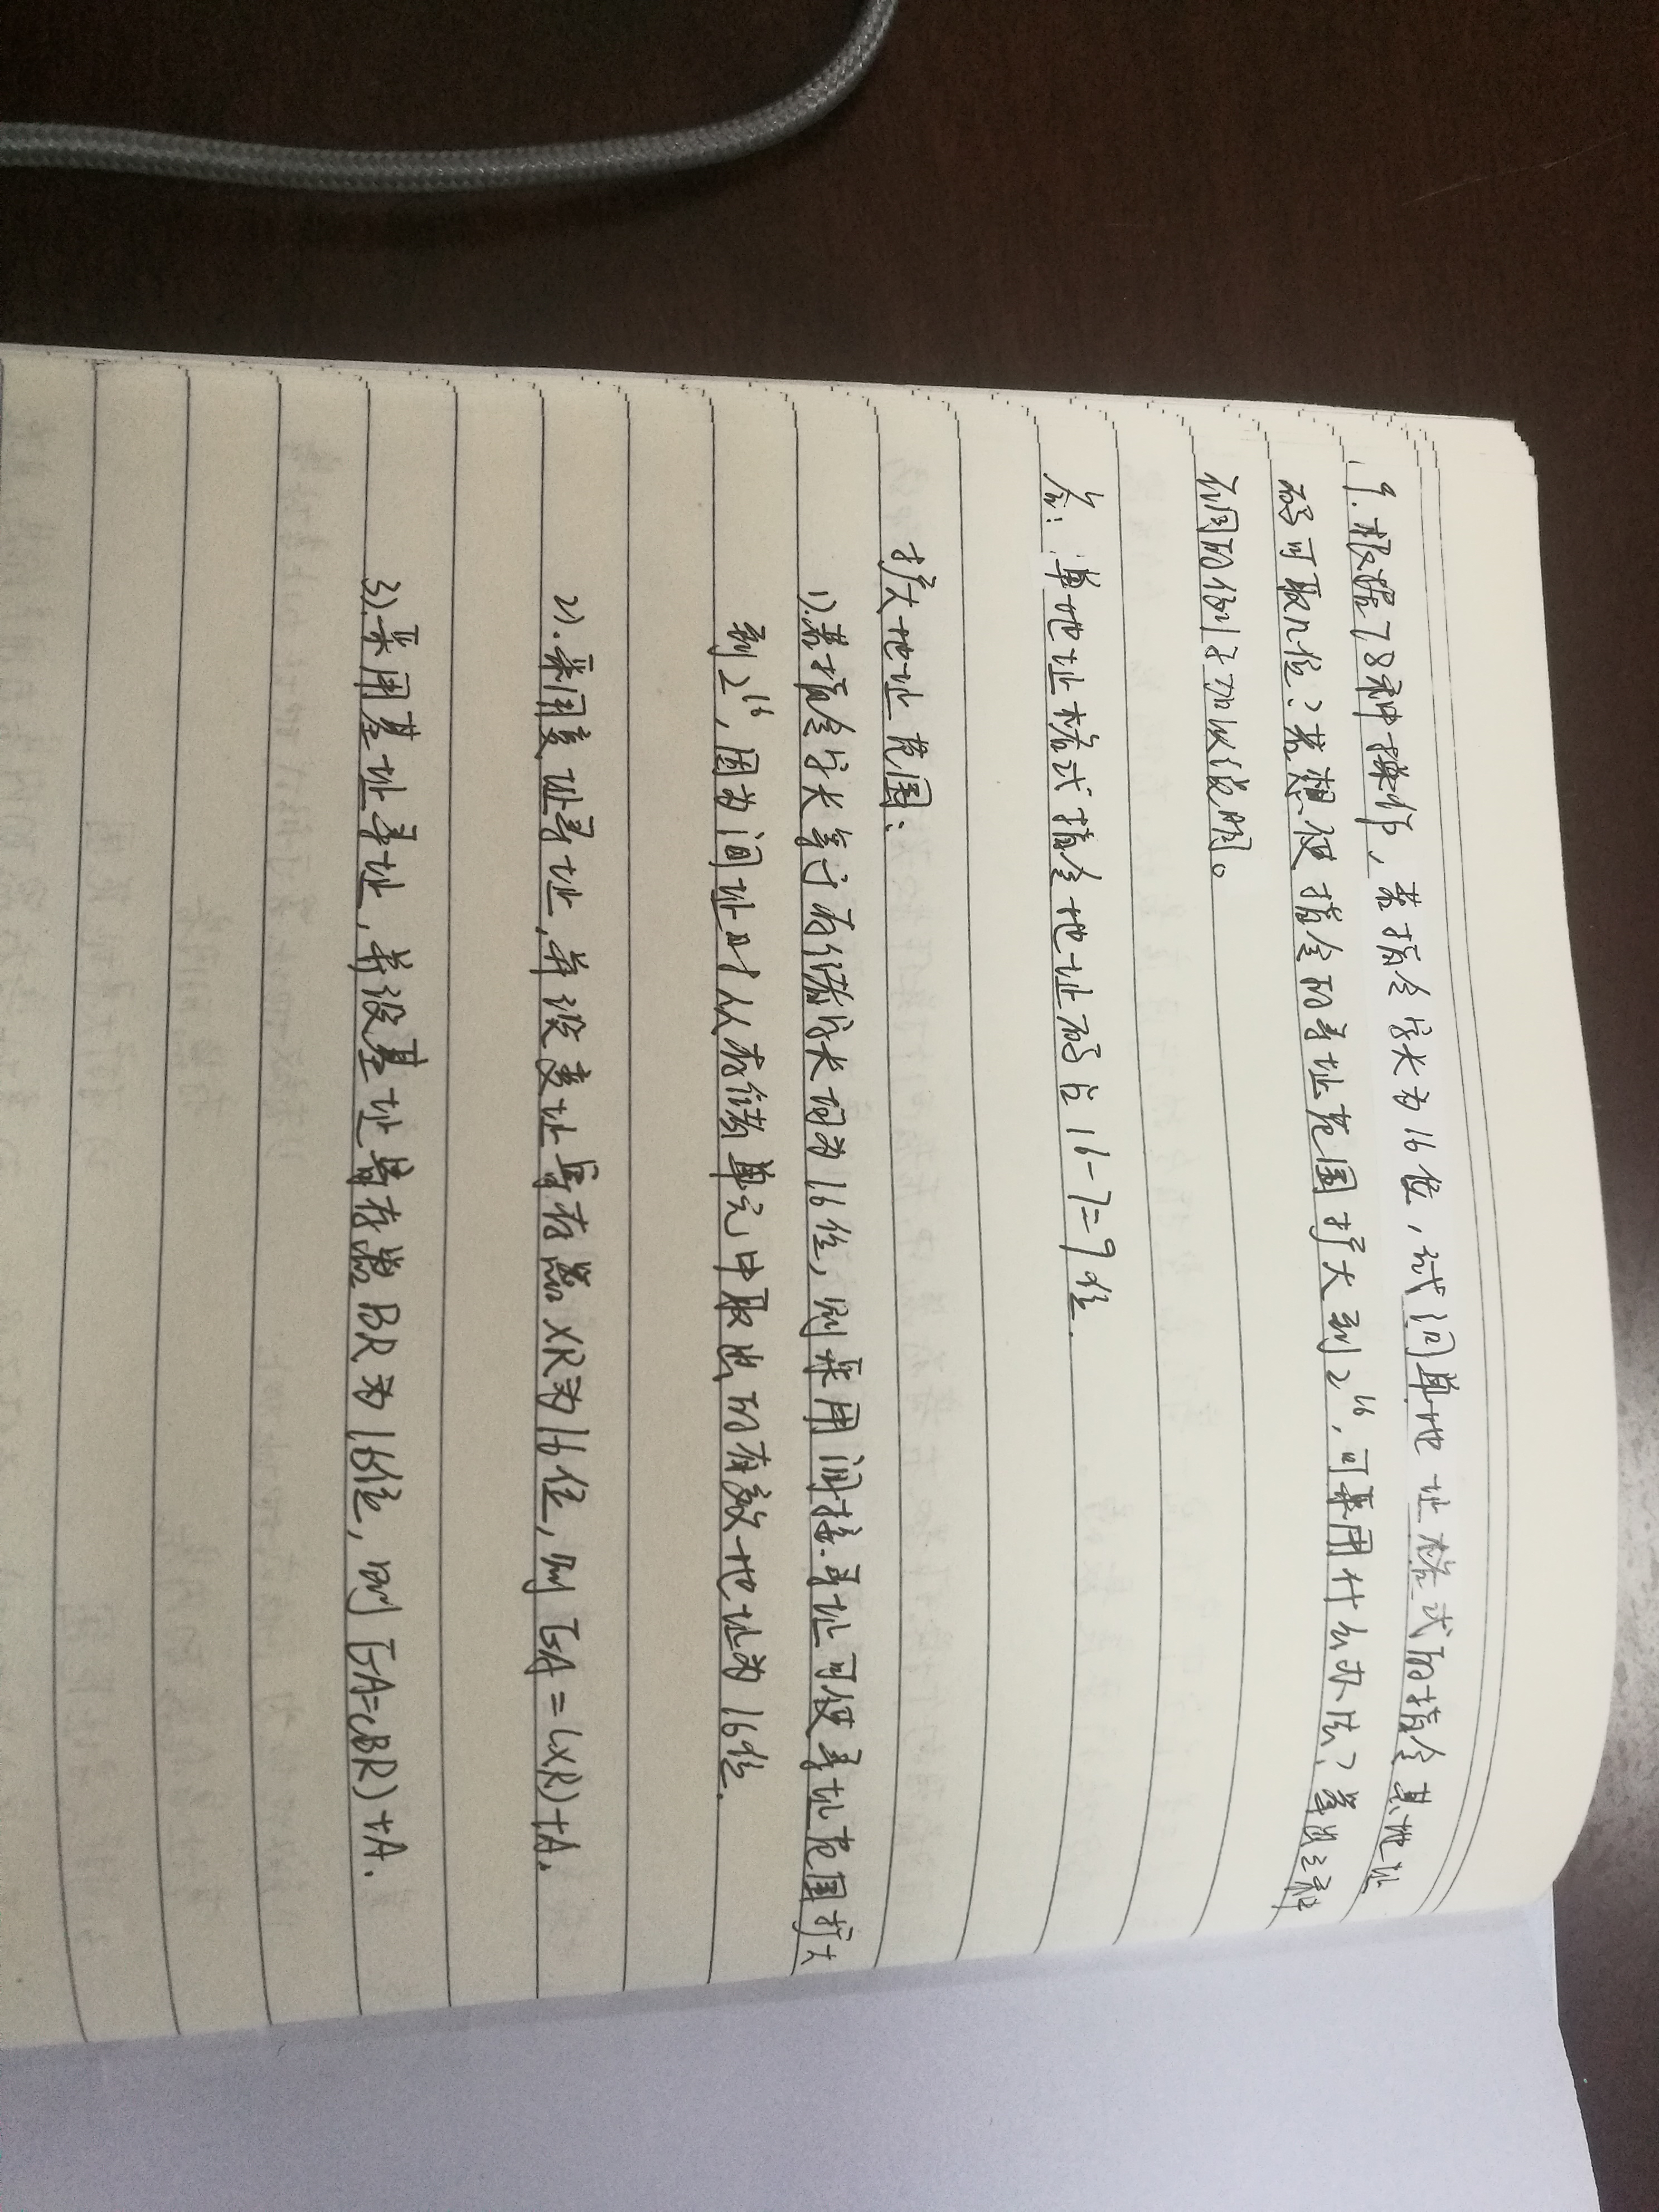 9. 根据78种操作，若指令字长为16位，试问单地址格式的指令其地址
码可取几位？若想使指令的寻址范围扩大到2¹⁶，可采用什么办法？举出三种
不同的例子加以说明。
答：单地址格式指令地址码占16-7=9位.
扩大地址范围：
1).若指令字长等于存储字长均为16位，则采用间接寻址可使寻址范围扩大
到2¹⁶，因为间址时从存储单元中取出的有效地址为16位.
2).采用变址寻址，并设变址寄存器XR为16位，则EA=(XR)+A.
3).采用基址寻址，并设基址寄存器BR为16位，则EA=(BR)+A.